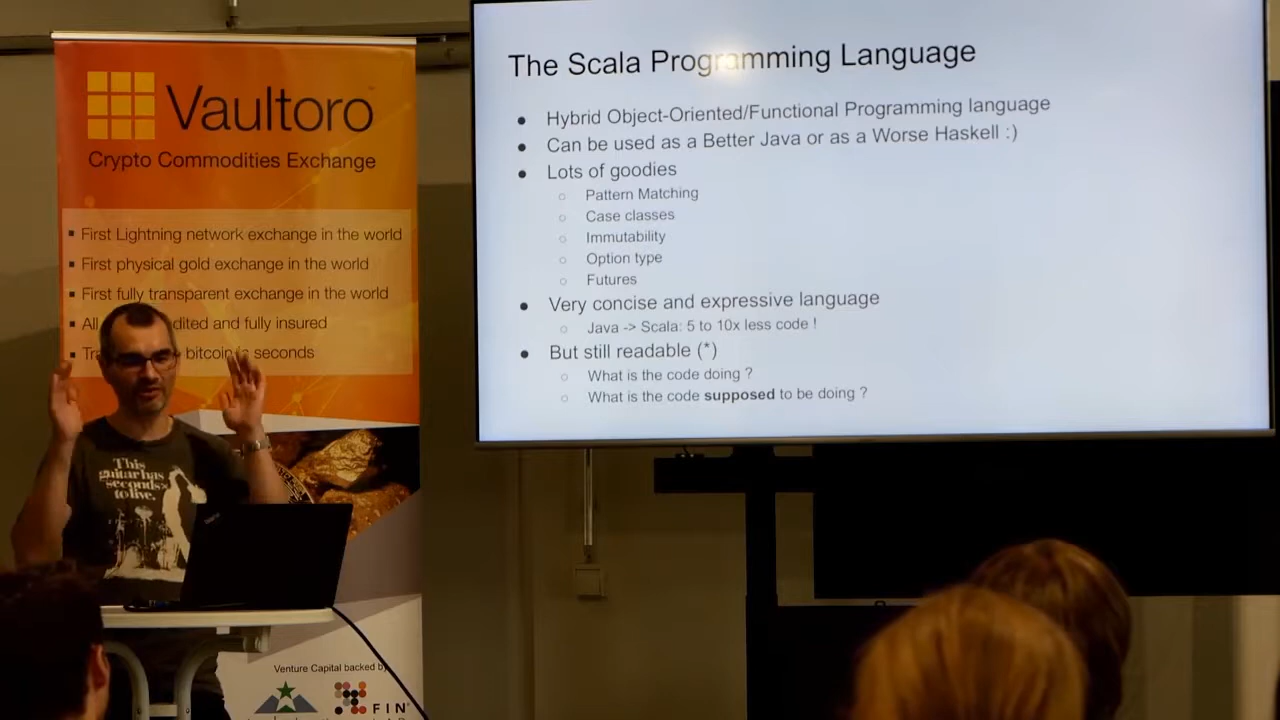 Vaultoro
Crypto Commodities Exchange
▪ First Lightning network exchange in the world
▪ First physical gold exchange in the world
▪ First fully transparent exchange in the world
▪ All dited and fully insured
▪ Tr bitcoin seconds
This
guitar has
seconds
to live.
Venture Capital backed by
FIN
The Scala Programming Language
● Hybrid Object-Oriented/Functional Programming language
● Can be used as a Better Java or as a Worse Haskell :)
● Lots of goodies
○ Pattern Matching
○ Case classes
○ Immutability
○ Option type
○ Futures
● Very concise and expressive language
○ Java -> Scala: 5 to 10x less code !
● But still readable (*)
○ What is the code doing ?
○ What is the code supposed to be doing ?